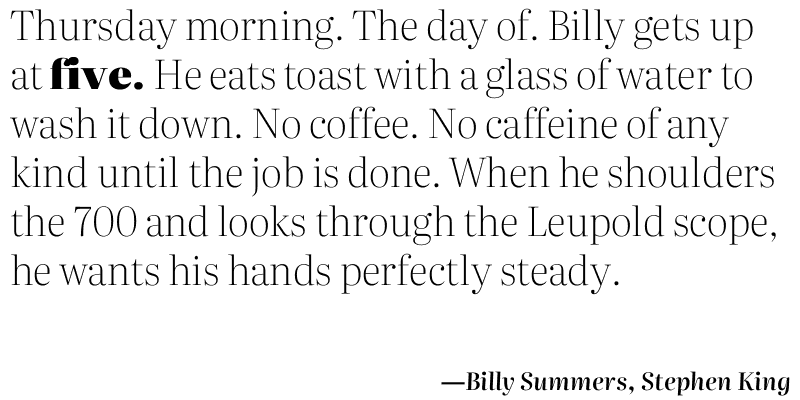 Thursday morning. The day of. Billy gets up
at five. He eats toast with a glass of water to
wash it down. No coffee. No caffeine of any
kind until the job is done. When he shoulders
the 700 and looks through the Leupold scope,
he wants his hands perfectly steady.
—Billy Summers, Stephen King